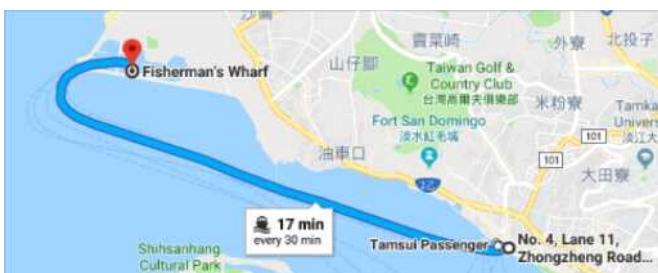 沙崙
賣菜崎
外寮
北投子
Fisherman's Wharf
山仔腳
Taiwan Golf &
Country Club
台灣高爾夫俱樂部
米粉寮
Tamka
Univers
淡江大
Fort San Domingo
淡水紅毛城
101
101
油車口
大田寮
17 min
every 30 min
Tamsui Passenger
No. 4, Lane 11,
Zhongzheng Road...
Shihsanhang
Cultural Park